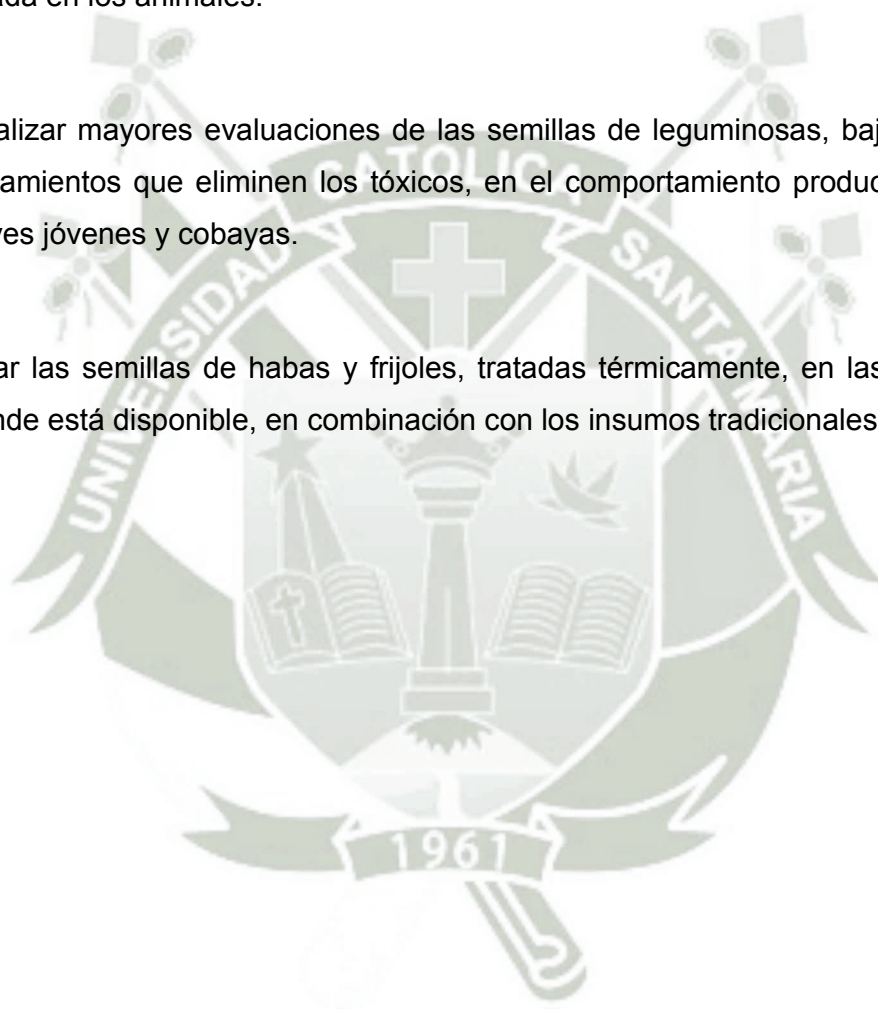 ada en los animales.
alizar mayores evaluaciones de las semillas de leguminosas, baj
amientos que eliminen los tóxicos, en el comportamiento produc
ves jóvenes y cobayas.
ar las semillas de habas y frijoles, tratadas térmicamente, en las
nde está disponible, en combinación con los insumos tradicionales
UNIVERSIDAD CATOLICA SANTA MARIA
1961